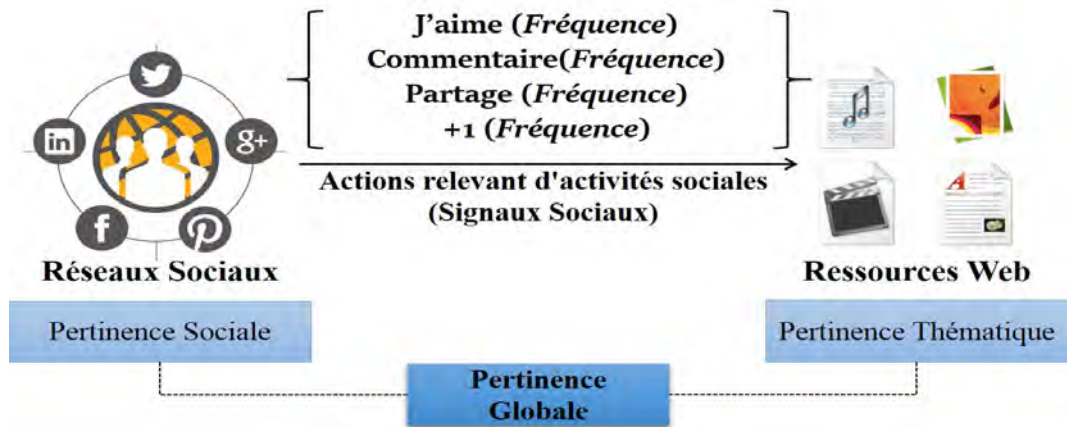 J'aime (Fréquence)
Commentaire(Fréquence)
Partage (Fréquence)
+1 (Fréquence)
in
g+
f
Actions relevant d'activités sociales
(Signaux Sociaux)
A
Réseaux Sociaux
Ressources Web
Pertinence Sociale
Pertinence Thématique
Pertinence
Globale